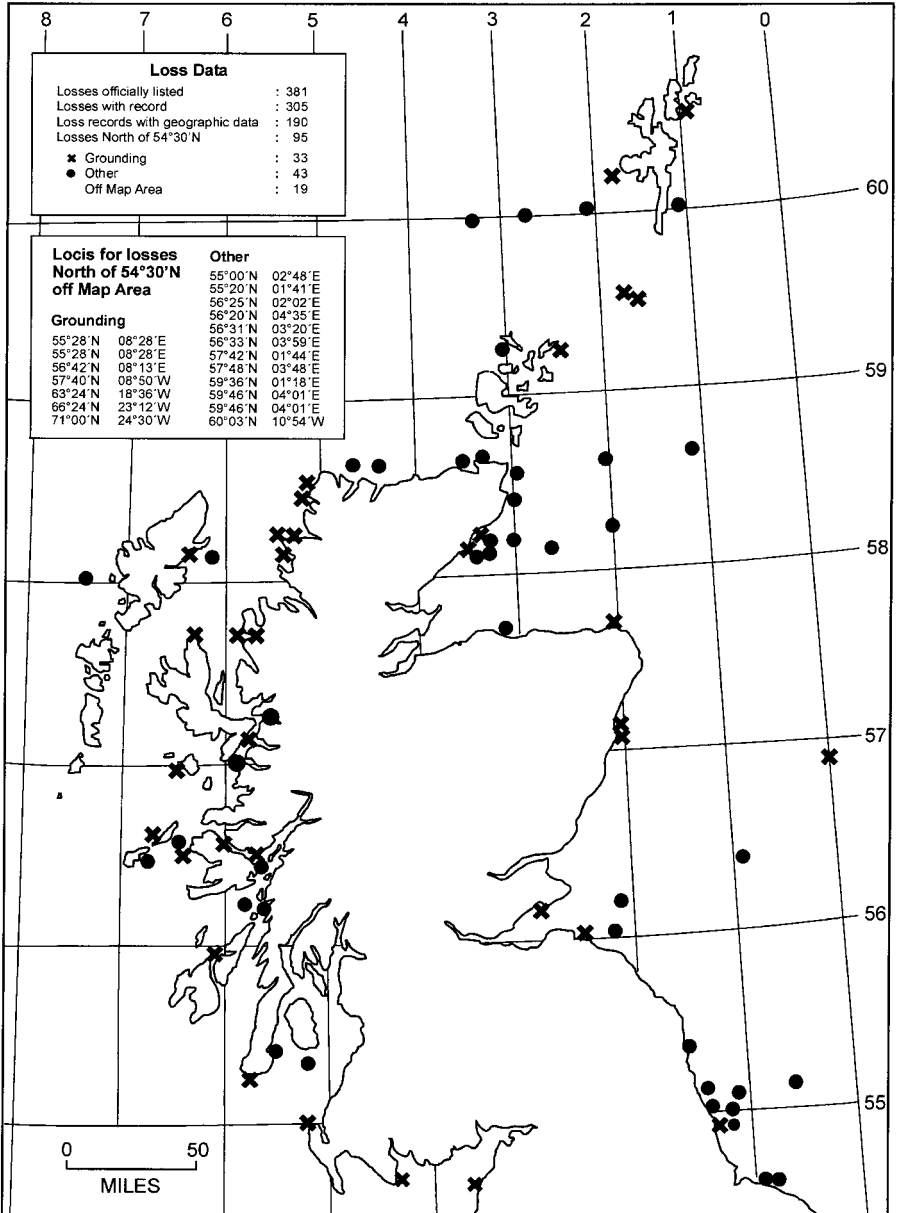 8 7 6 5 4 3 2 1 0
Loss Data
Losses officially listed : 381
Losses with record : 305
Loss records with geographic data : 190
Losses North of 54°30'N : 95
Grounding : 33
Other : 43
Off Map Area : 19
Locis for losses
North of 54°30'N
off Map Area
Grounding
55°28´N 08°28´E
55°28´N 08°28´E
56°42´N 08°13´E
57°40´N 08°50´W
63°24´N 18°36´W
66°24´N 23°12´W
71°00´N 24°30´W
Other
55°00´N 02°48´E
55°20´N 01°41´E
56°25´N 02°02´E
56°20´N 04°35´E
56°31´N 03°20´E
56°33´N 03°59´E
57°42´N 01°44´E
57°48´N 03°48´E
59°36´N 01°18´E
59°46´N 04°01´E
59°46´N 04°01´E
60°03´N 10°54´W
60
59
58
57
56
55
0 50
MILES